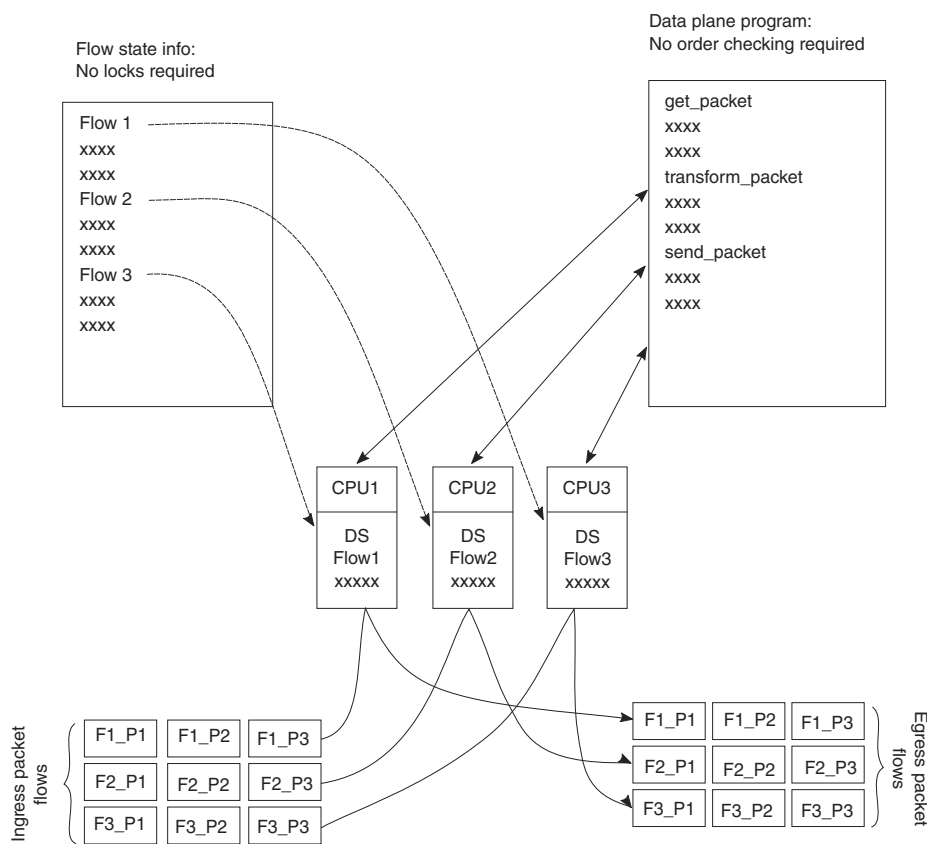 Flow state info:
No locks required
Data plane program:
No order checking required
Flow 1
xxxx
xxxx
Flow 2
xxxx
xxxx
Flow 3
xxxx
xxxx
get_packet
xxxx
xxxx
transform_packet
xxxx
xxxx
send_packet
xxxx
xxxx
CPU1
DS
Flow1
xxxxx
CPU2
DS
Flow2
xxxxx
CPU3
DS
Flow3
xxxxx
Ingress packet
flows
F1_P1 F1_P2 F1_P3
F2_P1 F2_P2 F2_P3
F3_P1 F3_P2 F3_P3
F1_P1 F1_P2 F1_P3
F2_P1 F2_P2 F2_P3
F3_P1 F3_P2 F3_P3
Egress packet
flows